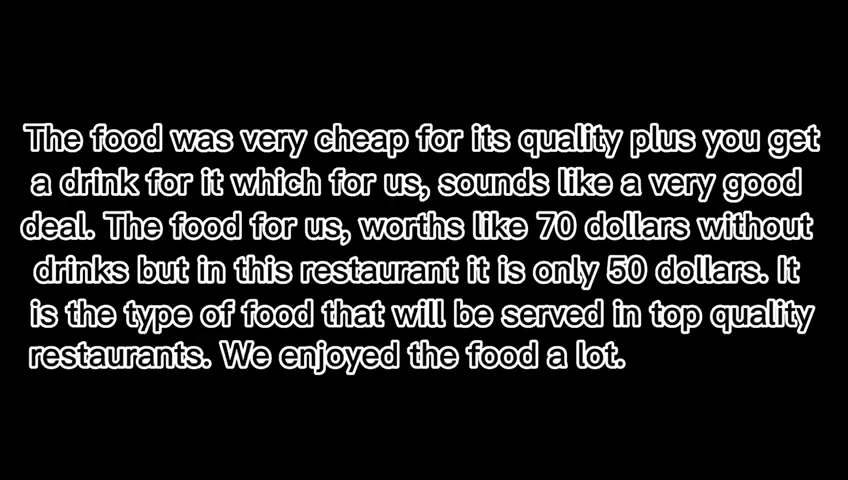 The food was very cheap for its quality plus you get
a drink for it which for us, sounds like a very good
deal. The food for us, worths like 70 dollars without
drinks but in this restaurant it is only 50 dollars. It
is the type of food that will be served in top quality
restaurants. We enjoyed the food a lot.